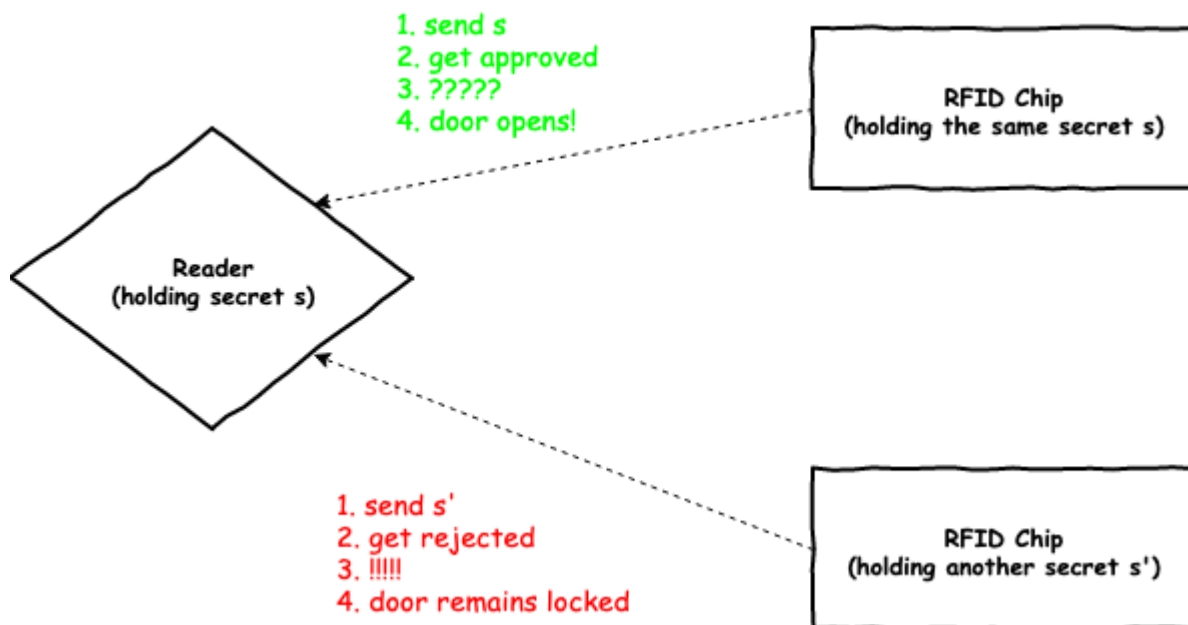 1. send s
2. get approved
3. ?????
4. door opens!
RFID Chip
(holding the same secret s)
Reader
(holding secret s)
1. send s'
2. get rejected
3. !!!!!
4. door remains locked
RFID Chip
(holding another secret s')